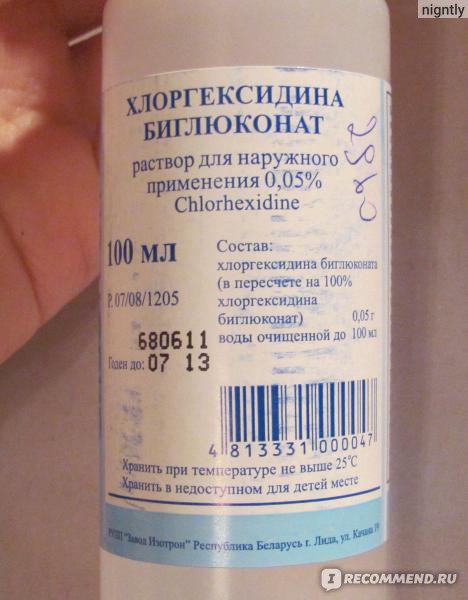 nigntly
ХЛОРГЕКСИДИНА
БИГЛЮКОНАТ
раствор для наружного
применения 0,05%
Chlorhexidine
100 мл
Р. 07/08/1205
680611
Годен до: 07 13
Состав:
хлоргексидина биглюконата
(в пересчете на 100%
хлоргексидина
биглюконат) 0,05 г
воды очищенной до 100 мл
4 813331 000047
Хранить при температуре не выше 25°С
Хранить в недоступном для детей месте
"Завод Изотрон" Республика Беларусь г. Лида, ул. Качана 19
I RECOMMEND.RU